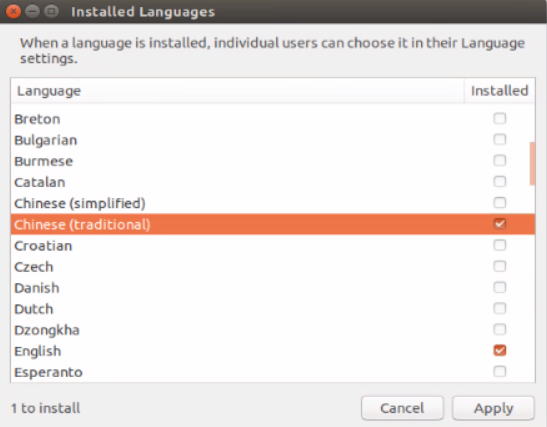 Installed Languages
When a language is installed, individual users can choose it in their Language
settings.
Language Installed
Breton
Bulgarian
Burmese
Catalan
Chinese (simplified)
Chinese (traditional)
Croatian
Czech
Danish
Dutch
Dzongkha
English
Esperanto
1 to install Cancel Apply